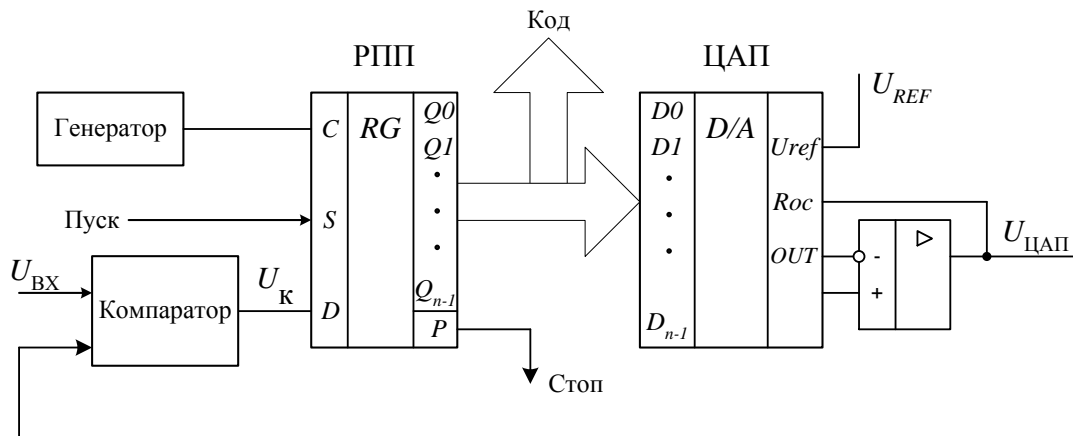 Код
РПП
ЦАП
Генератор
C
RG
Q0
Q1
D0
D1
D/A
Uref
U_REF
Пуск
S
Roc
U_ВХ
Компаратор
U_К
D
Q_n-1
P
OUT
-
+
▷
U_ЦАП
D_n-1
Стоп